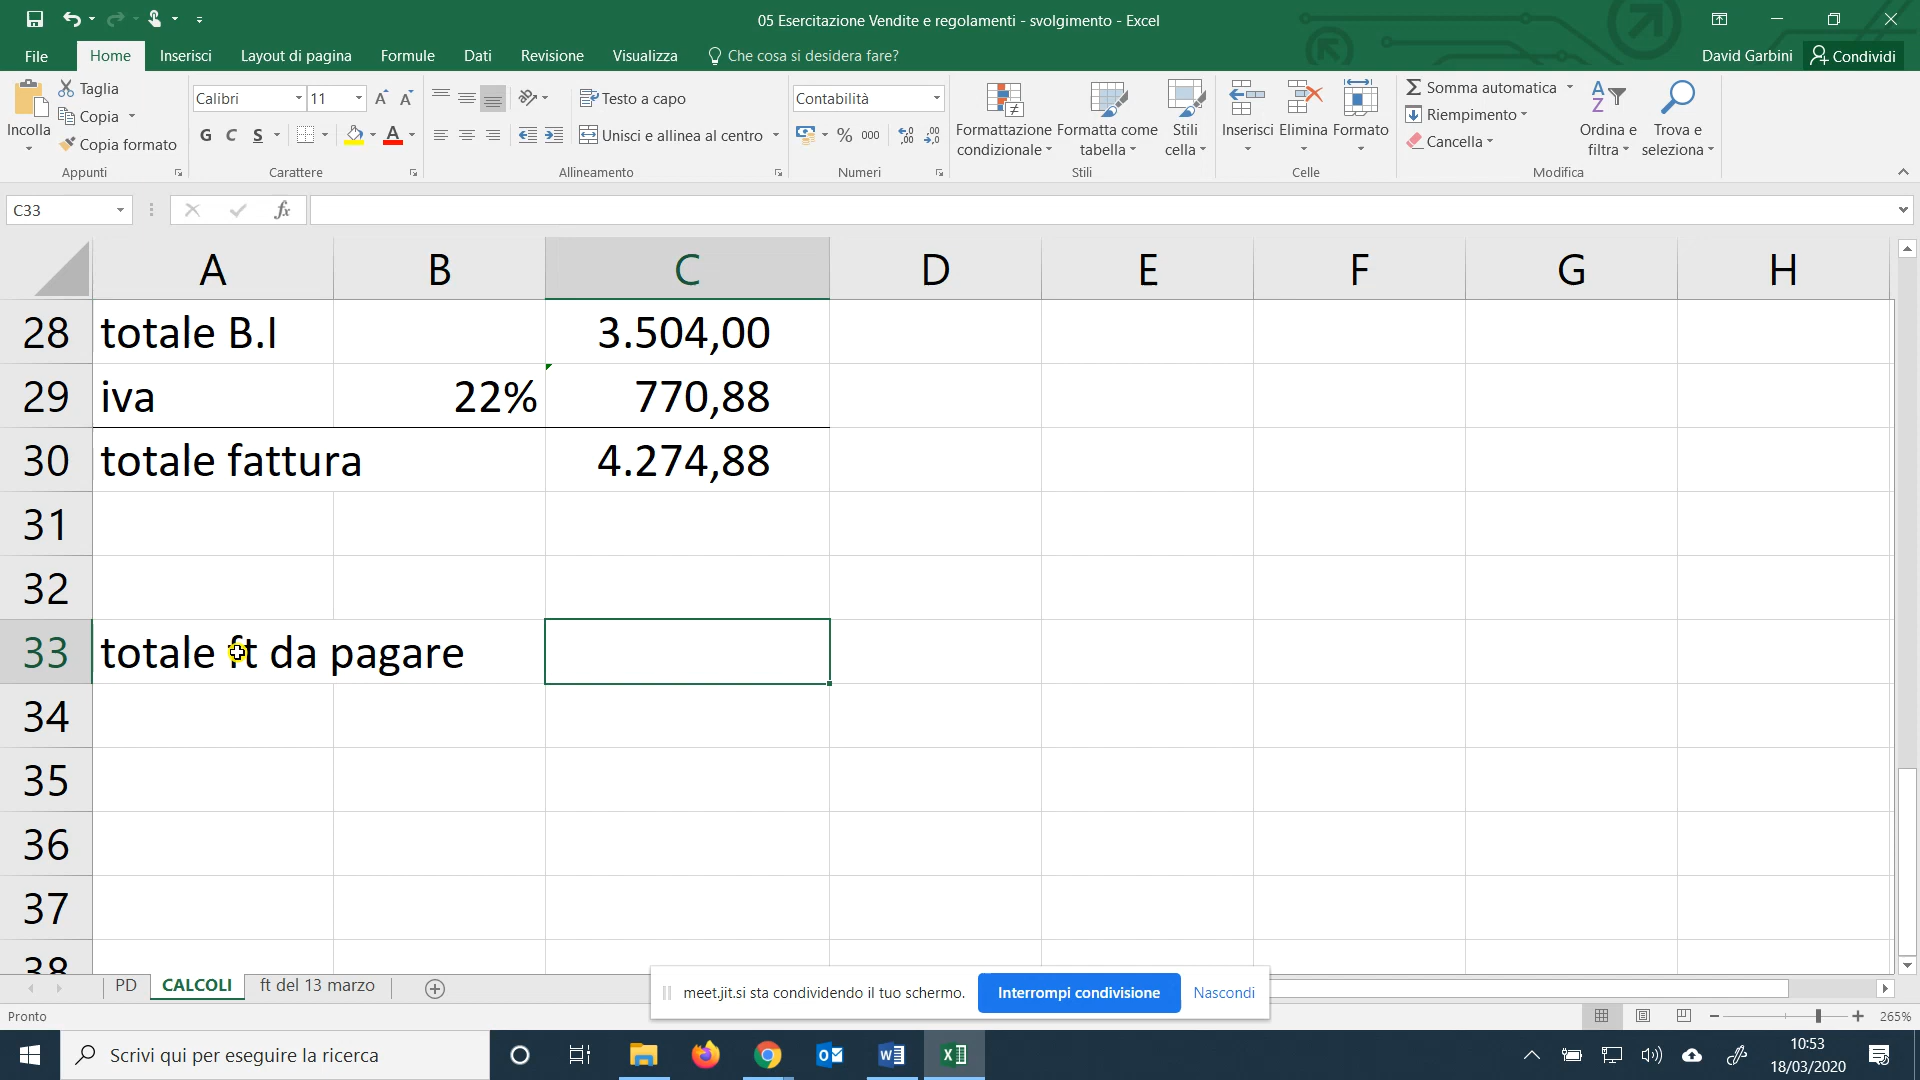 05 Esercitazione Vendite e regolamenti - svolgimento - Excel
File Home Inserisci Layout di pagina Formule Dati Revisione Visualizza Che cosa si desidera fare? David Garbini Condividi
Incolla
Taglia
Copia
Copia formato
Appunti
Calibri 11
G C S
Carattere
Testo a capo
Unisci e allinea al centro
Allineamento
Contabilità
% 000
Numeri
Formattazione condizionale
Formatta come tabella
Stili cella
Stili
Inserisci
Elimina
Formato
Celle
Somma automatica
Riempimento
Cancella
Ordina e filtra
Trova e seleziona
Modifica
C33
fx
A B C D E F G H
28 totale B.I 3.504,00
29 iva 22% 770,88
30 totale fattura 4.274,88
31
32
33 totale ft da pagare
34
35
36
37
38
PD CALCOLI ft del 13 marzo
meet.jit.si sta condividendo il tuo schermo. Interrompi condivisione Nascondi
Pronto
265%
Scrivi qui per eseguire la ricerca
10:53
18/03/2020